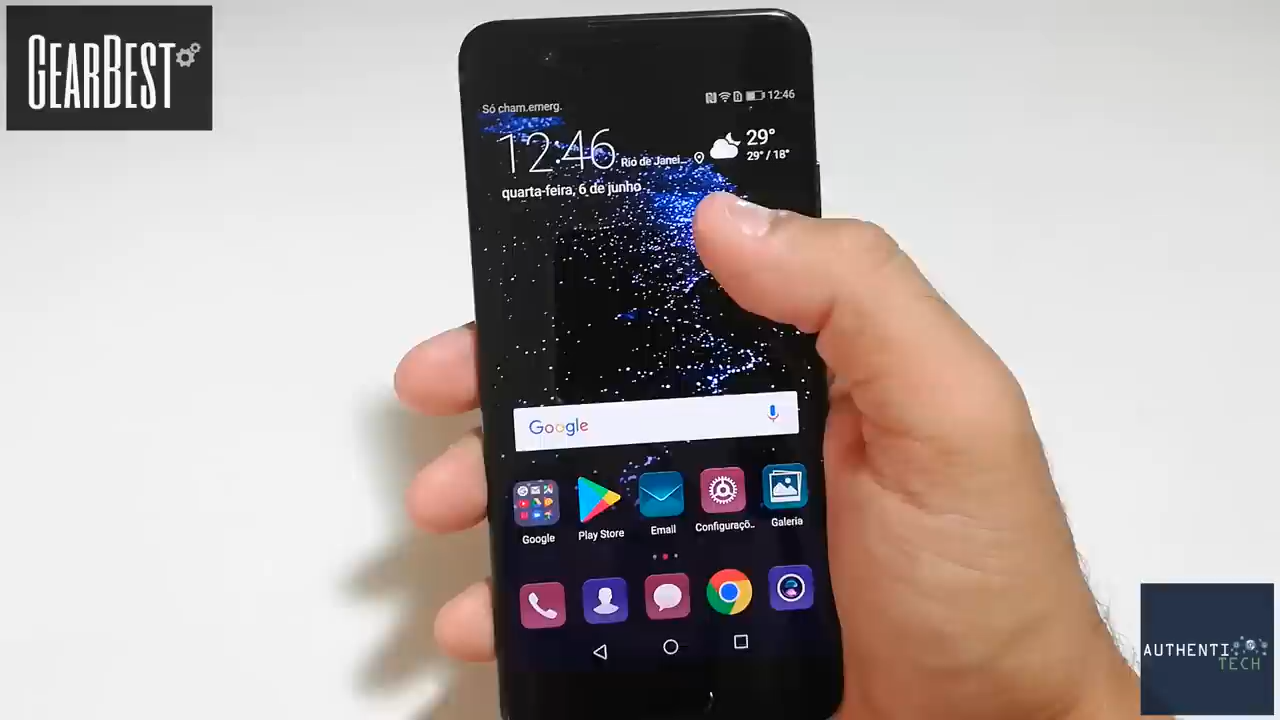 GEARBEST
Só cham.emerg.
12:46
12:46
Rio de Janei...
29°
29° / 18°
quarta-feira, 6 de junho
Google
Google
Play Store
Email
Configuraçõ..
Galeria
AUTHENTI
TECH